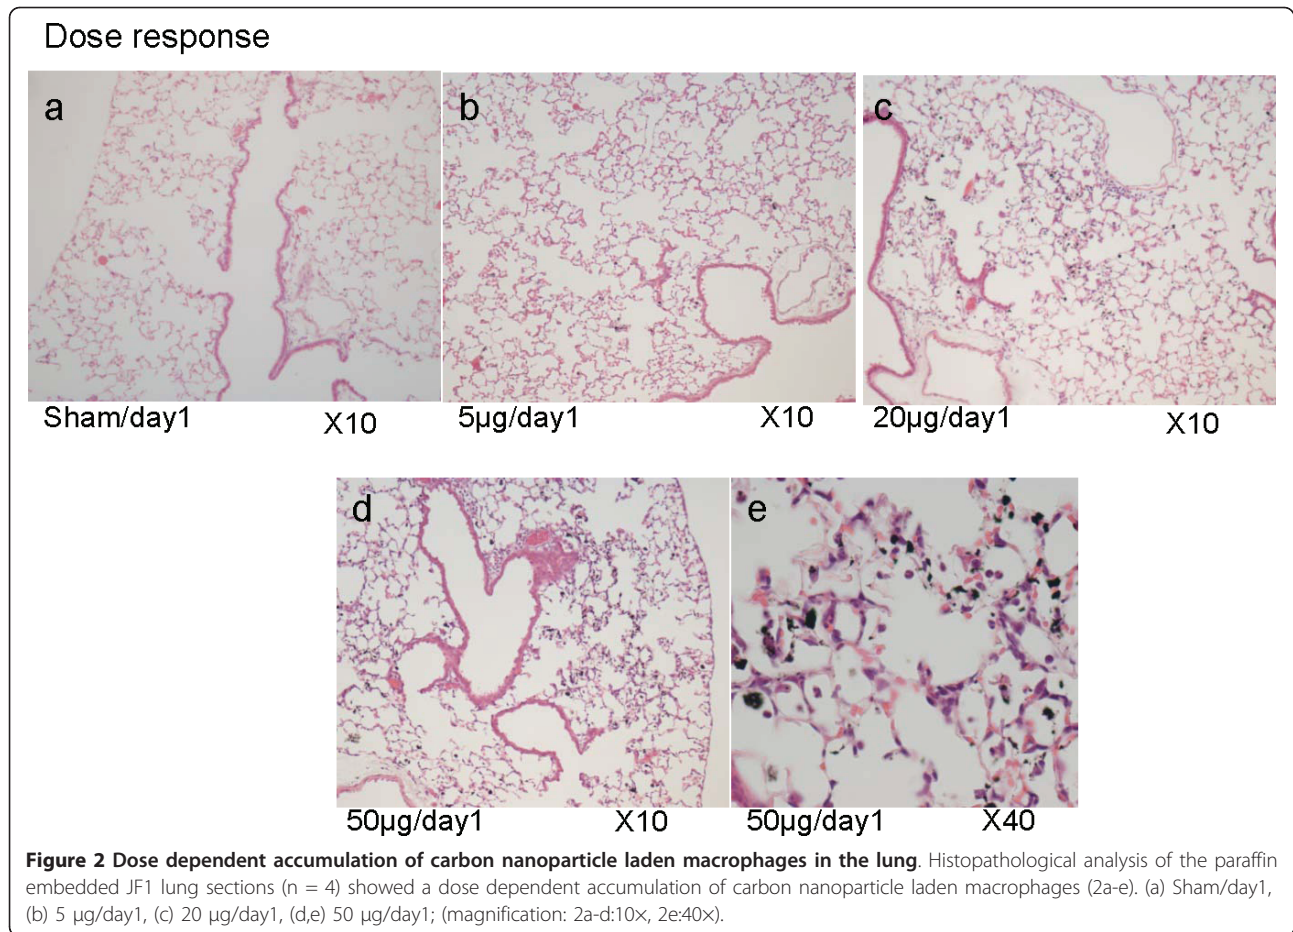 Dose response
a
b
c
Sham/day1 X10
5µg/day1 X10
20µg/day1 X10
d
e
50µg/day1 X10
50µg/day1 X40
Figure 2 Dose dependent accumulation of carbon nanoparticle laden macrophages in the lung. Histopathological analysis of the paraffin
embedded JF1 lung sections (n = 4) showed a dose dependent accumulation of carbon nanoparticle laden macrophages (2a-e). (a) Sham/day1,
(b) 5 µg/day1, (c) 20 µg/day1, (d,e) 50 µg/day1; (magnification: 2a-d:10×, 2e:40×).